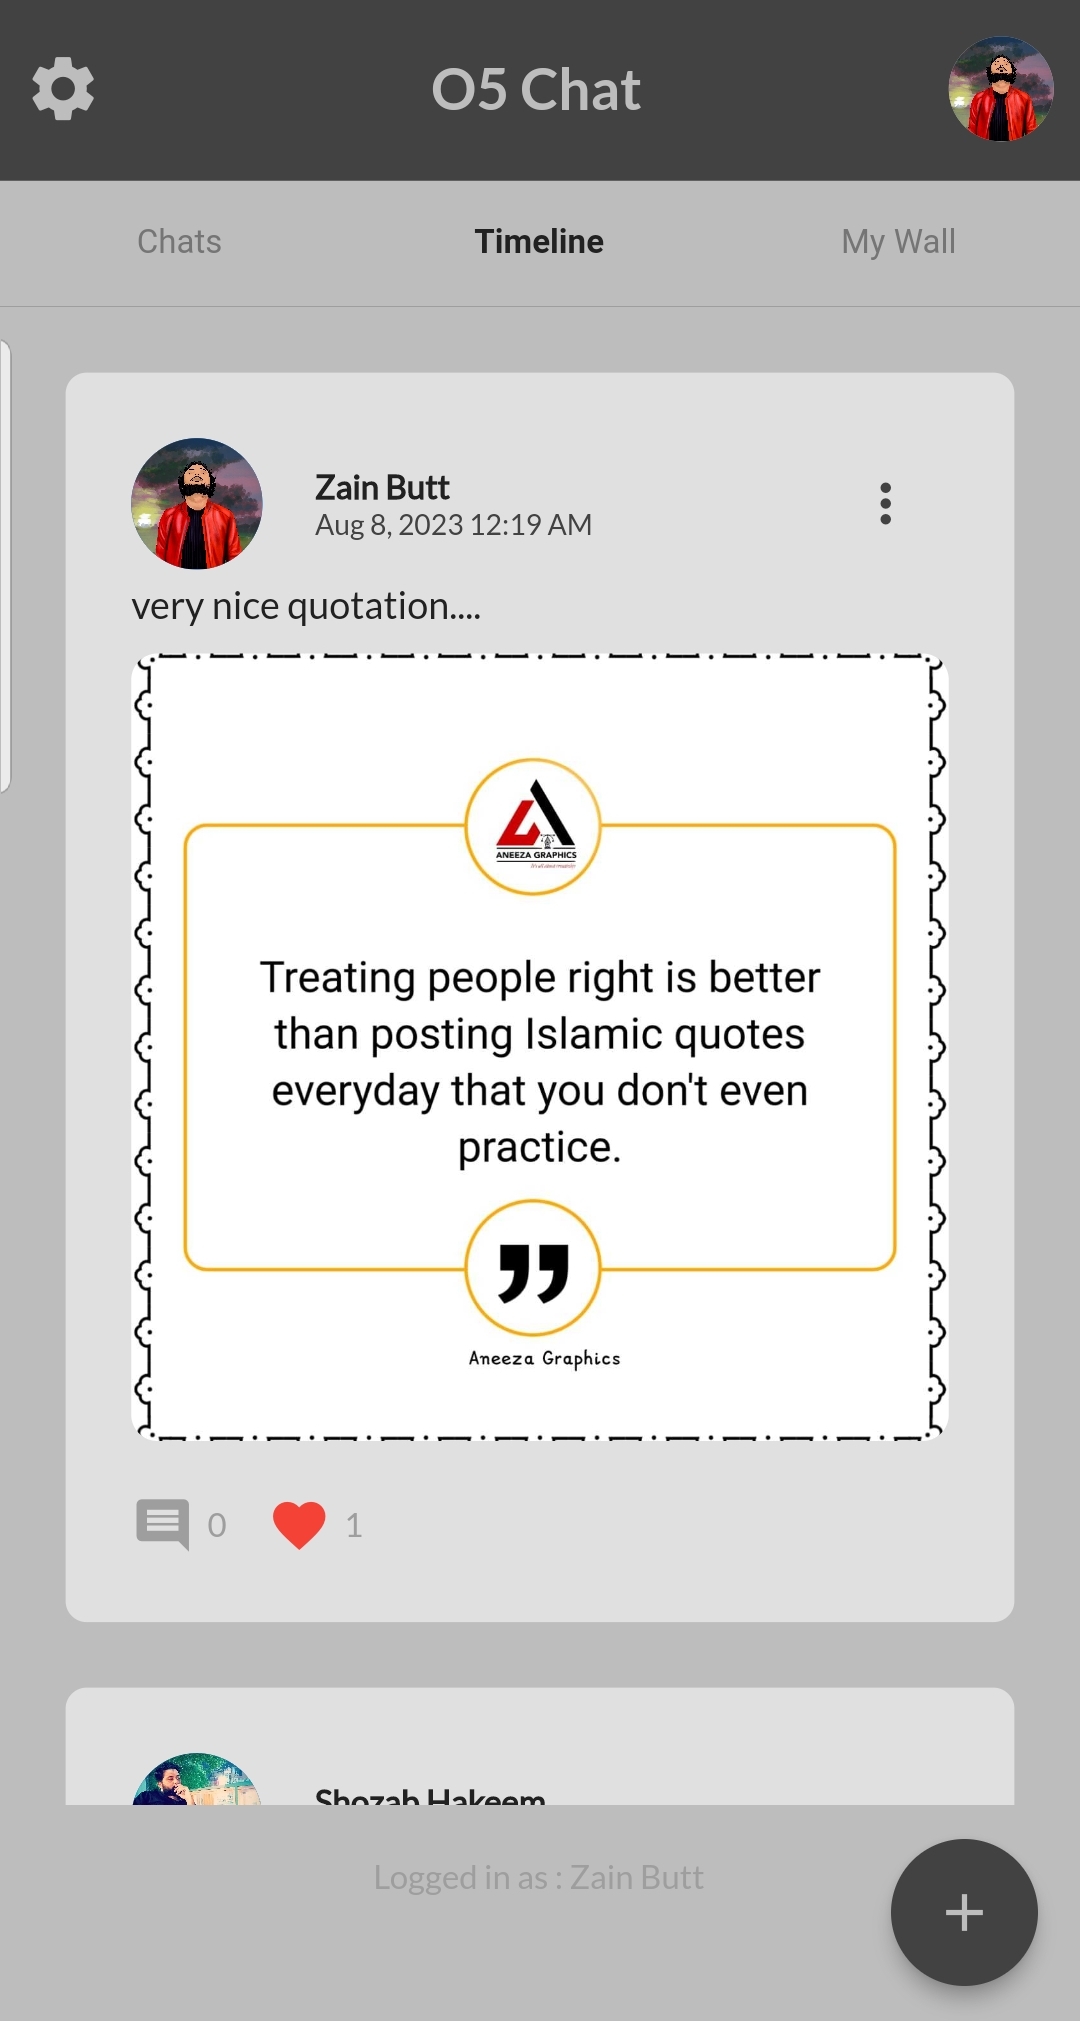 O5 Chat
Chats Timeline My Wall
Zain Butt
Aug 8, 2023 12:19 AM
very nice quotation....
ANEEZA GRAPHICS
Treating people right is better
than posting Islamic quotes
everyday that you don't even
practice.
Aneeza Graphics
0 1
Shozab Hakeem
Logged in as : Zain Butt